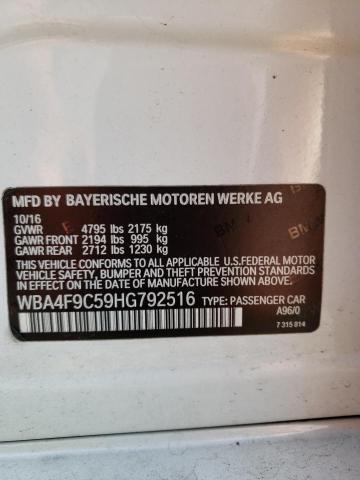 MFD BY BAYERISCHE MOTOREN WERKE AG
10/16
GVWR 4795 lbs 2175 kg
GAWR FRONT 2194 lbs 995 kg
GAWR REAR 2712 lbs 1230 kg
THIS VEHICLE CONFORMS TO ALL APPLICABLE U.S.FEDERAL MOTOR
VEHICLE SAFETY, BUMPER AND THEFT PREVENTION STANDARDS
IN EFFECT ON THE DATE OF MANUFACTURE SHOWN ABOVE.
WBA4F9C59HG792516 TYPE: PASSENGER CAR
A96/0
7 315 814